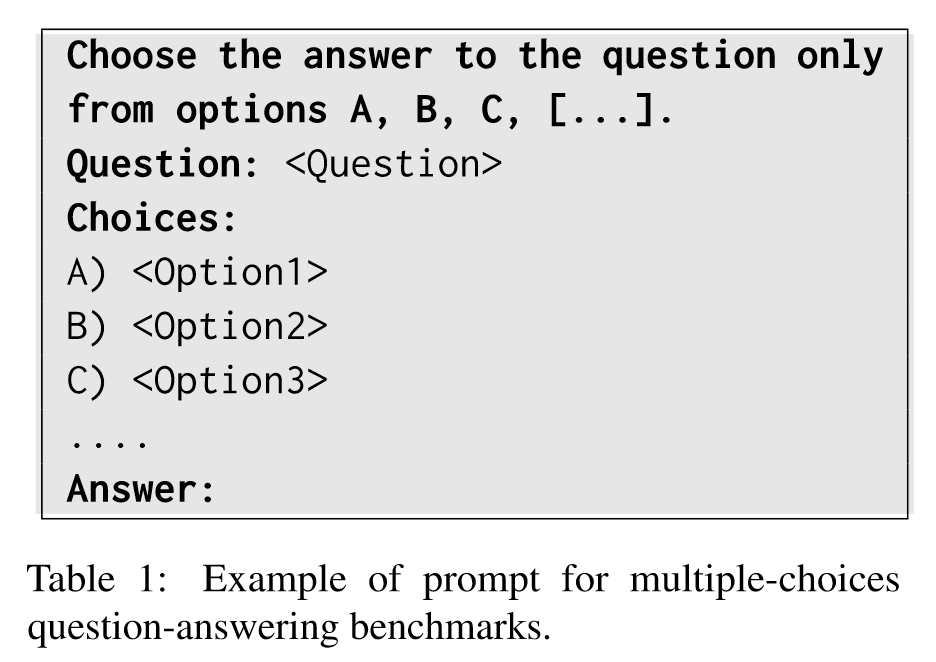 Choose the answer to the question only
from options A, B, C, [...].
Question: <Question>
Choices:
A) <Option1>
B) <Option2>
C) <Option3>
....
Answer:
Table 1: Example of prompt for multiple-choices
question-answering benchmarks.